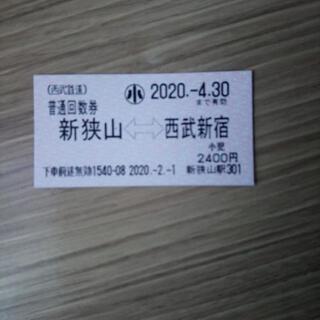 (西武鉄道) 小 2020.-4.30
普通回数券 まで有効
新狭山⇔西武新宿
小児
2400円
下車前途無効1540-08 2020.-2.-1 新狭山駅301